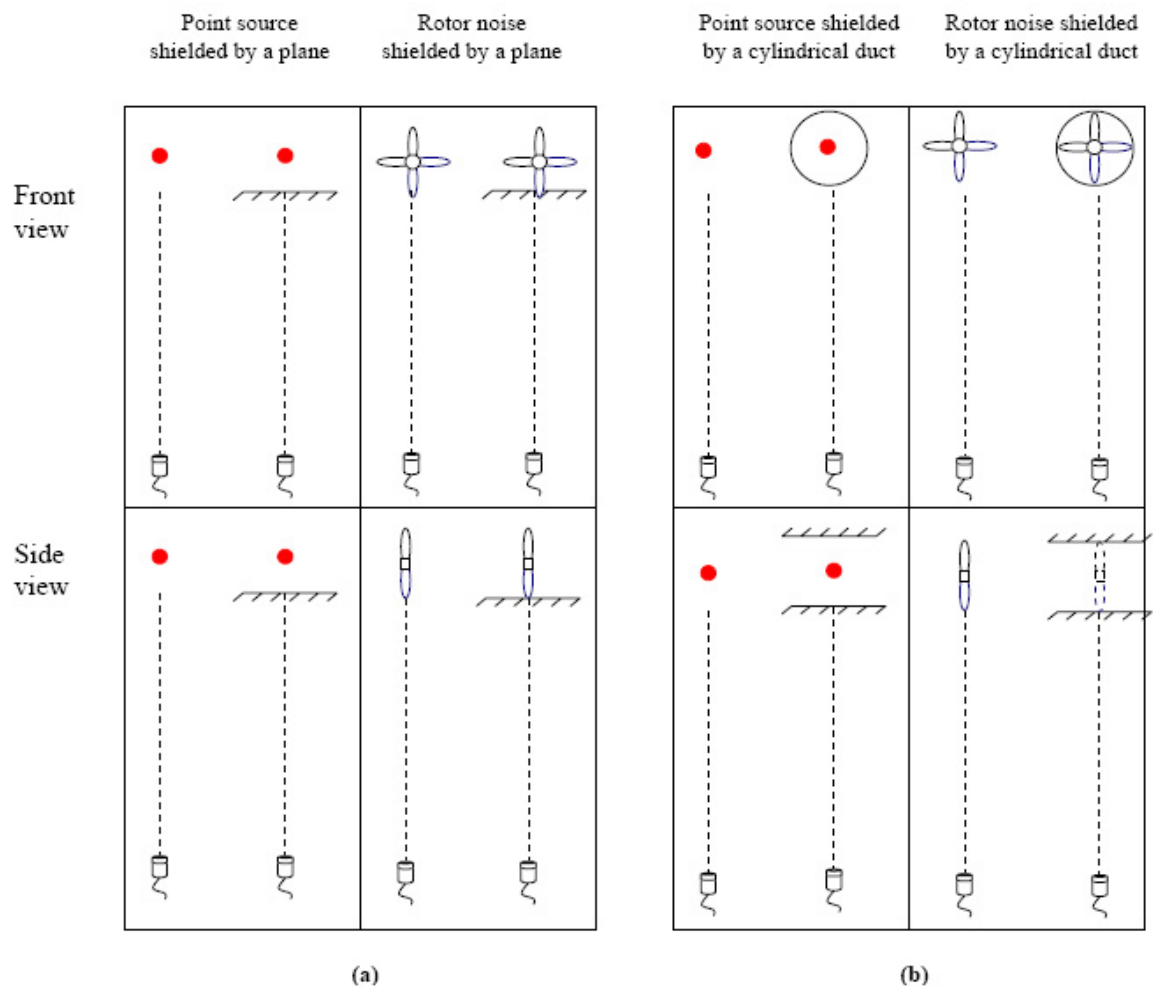 Point source
shielded by a plane
Rotor noise
shielded by a plane
Point source shielded
by a cylindrical duct
Rotor noise shielded
by a cylindrical duct
Front
view
Side
view
(a)
(b)